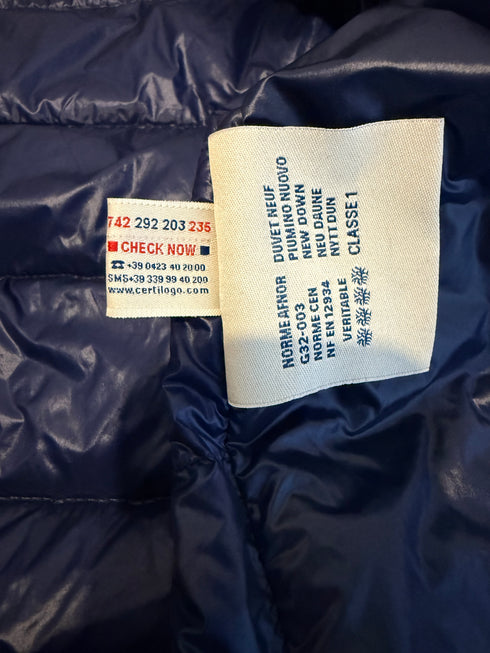 742 292 203 235
CHECK NOW
☎ +39 0423 40 20 00
SMS+39 339 99 40 200
www.certilogo.com
NORME AFNOR
G32-003
NORME CEN
NF EN 12934
VERITABLE
DUVET NEUF
PIUMINO NUOVO
NEW DOWN
NEU DAUNE
NYTT DUN
CLASSE 1